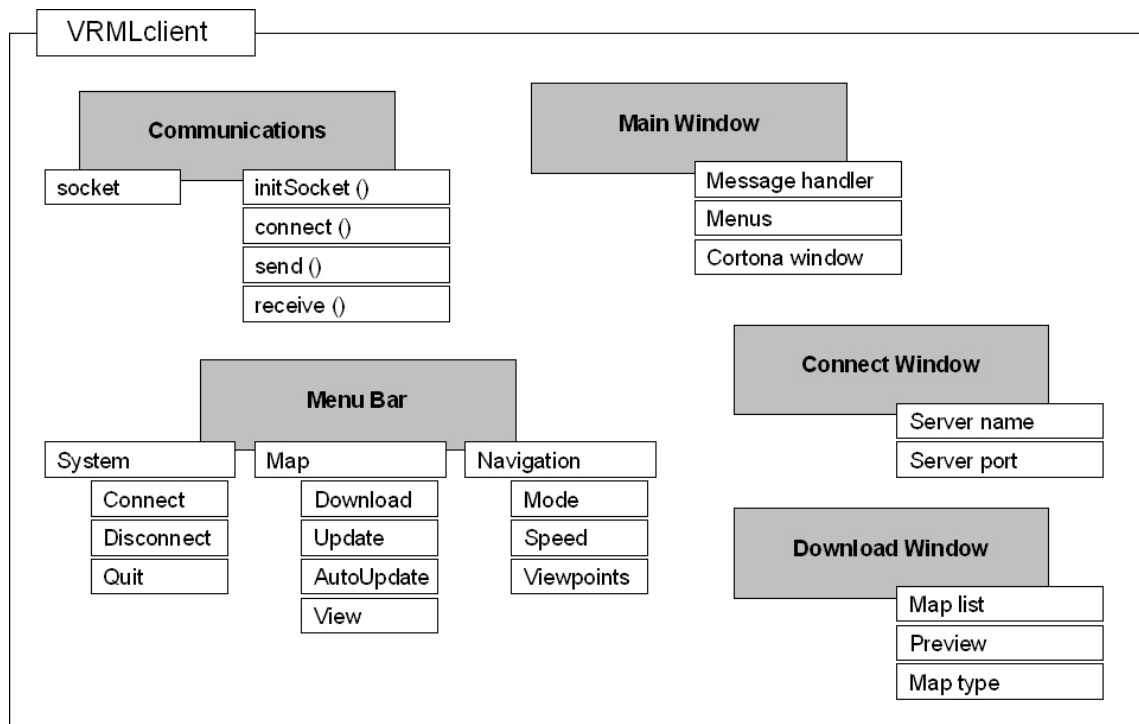 VRMLclient
Communications
socket
initSocket ()
connect ()
send ()
receive ()
Main Window
Message handler
Menus
Cortona window
Menu Bar
System
Connect
Disconnect
Quit
Map
Download
Update
AutoUpdate
View
Navigation
Mode
Speed
Viewpoints
Connect Window
Server name
Server port
Download Window
Map list
Preview
Map type